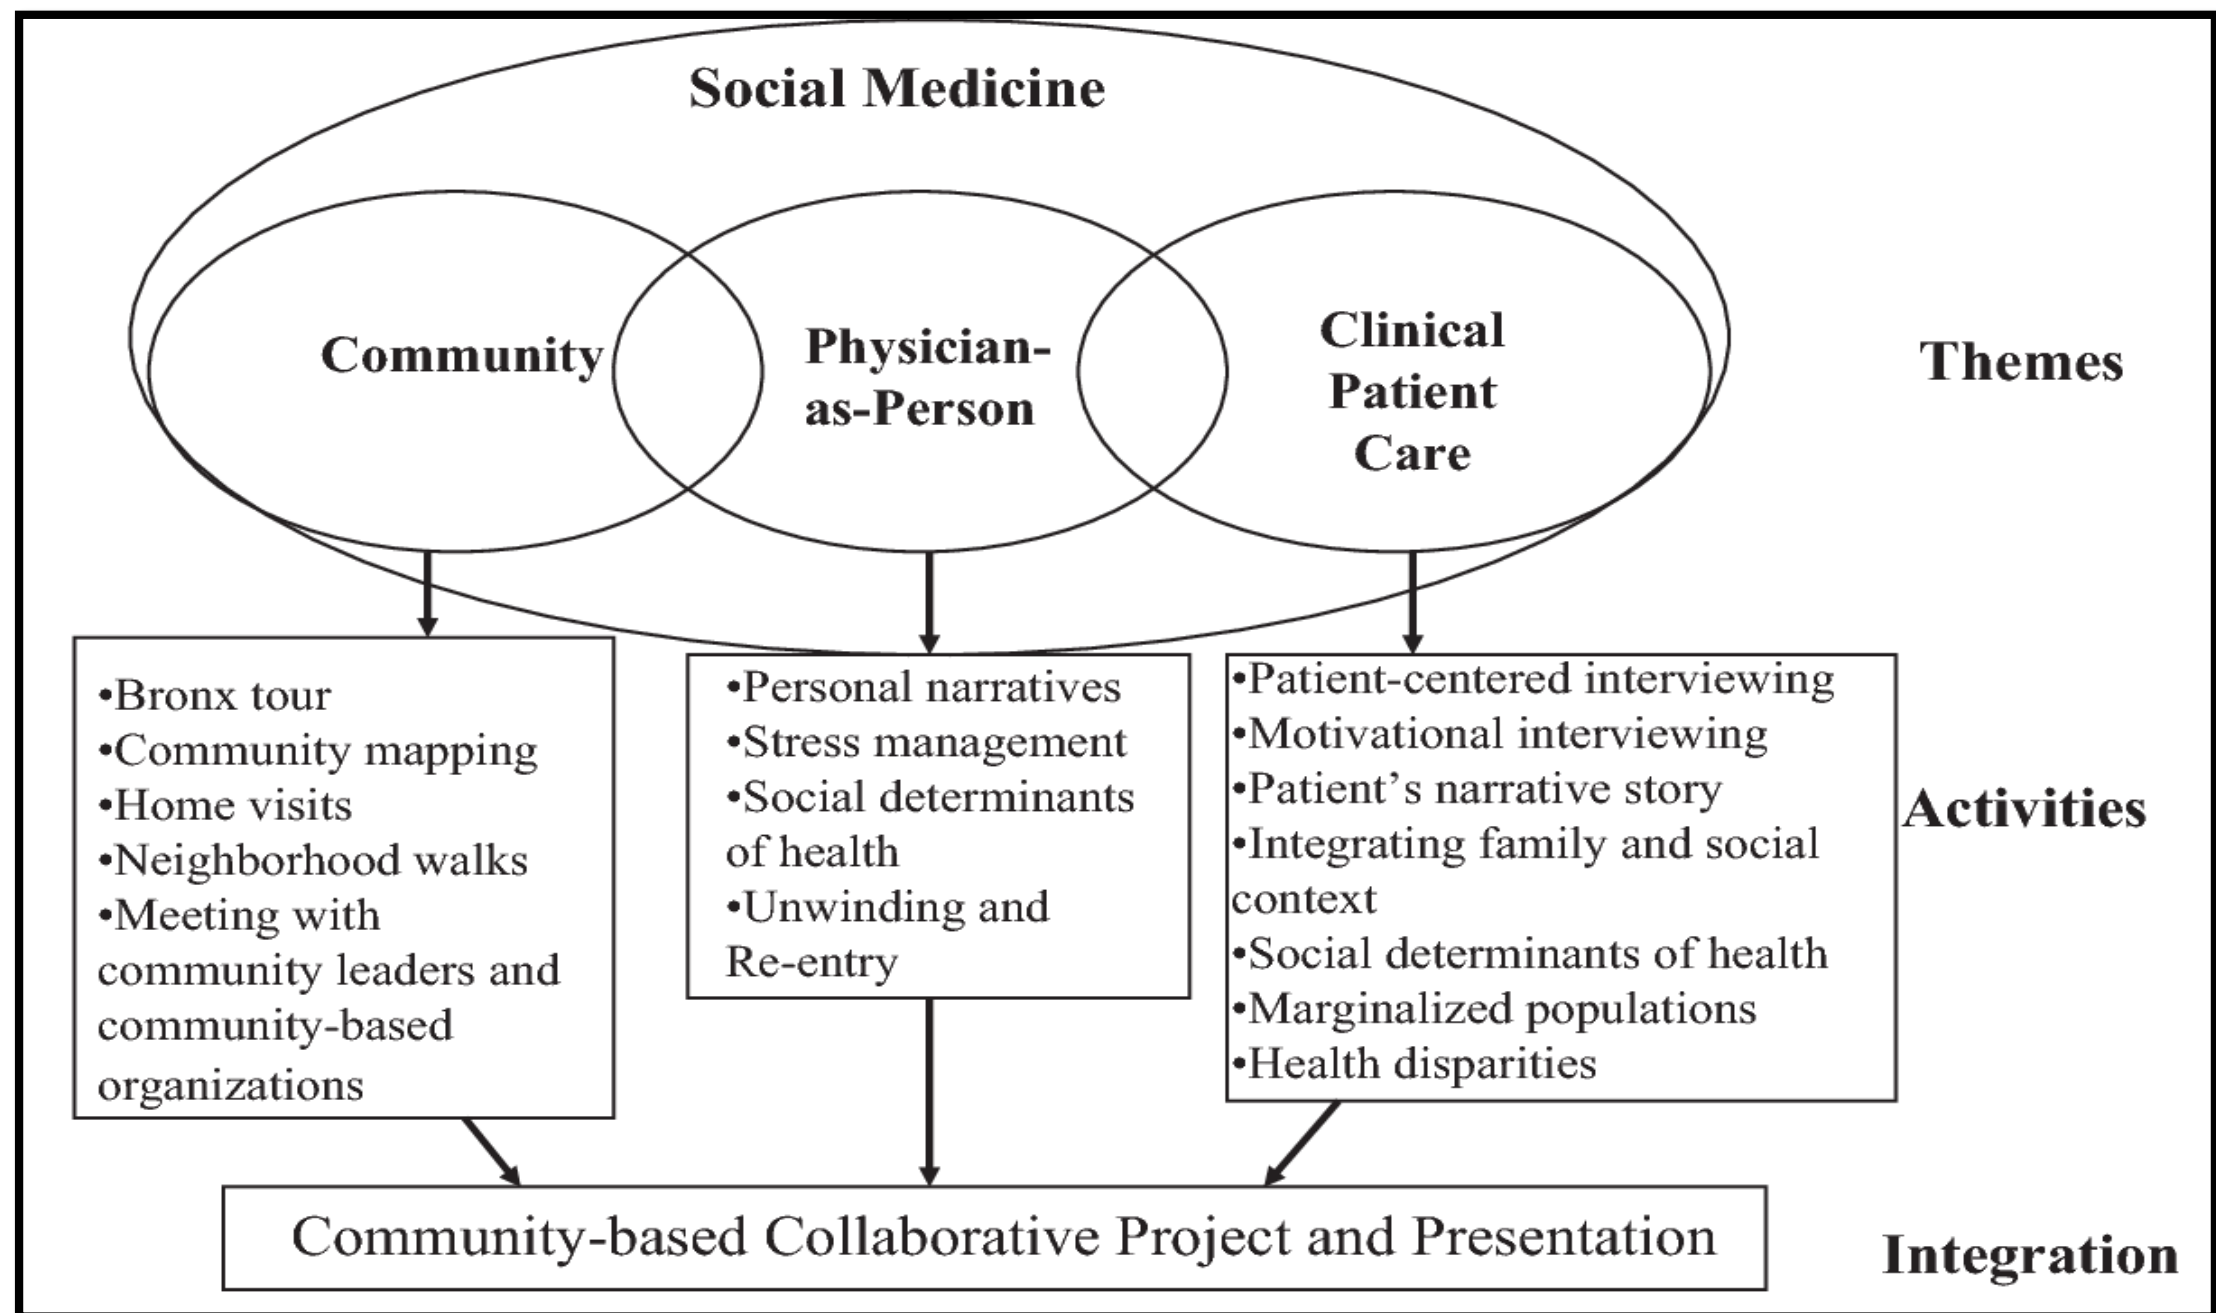 Social Medicine
Community
Physician-
as-Person
Clinical
Patient
Care
Themes
•Bronx tour
•Community mapping
•Home visits
•Neighborhood walks
•Meeting with
community leaders and
community-based
organizations
•Personal narratives
•Stress management
•Social determinants
of health
•Unwinding and
Re-entry
•Patient-centered interviewing
•Motivational interviewing
•Patient’s narrative story
•Integrating family and social
context
•Social determinants of health
•Marginalized populations
•Health disparities
Activities
Community-based Collaborative Project and Presentation
Integration